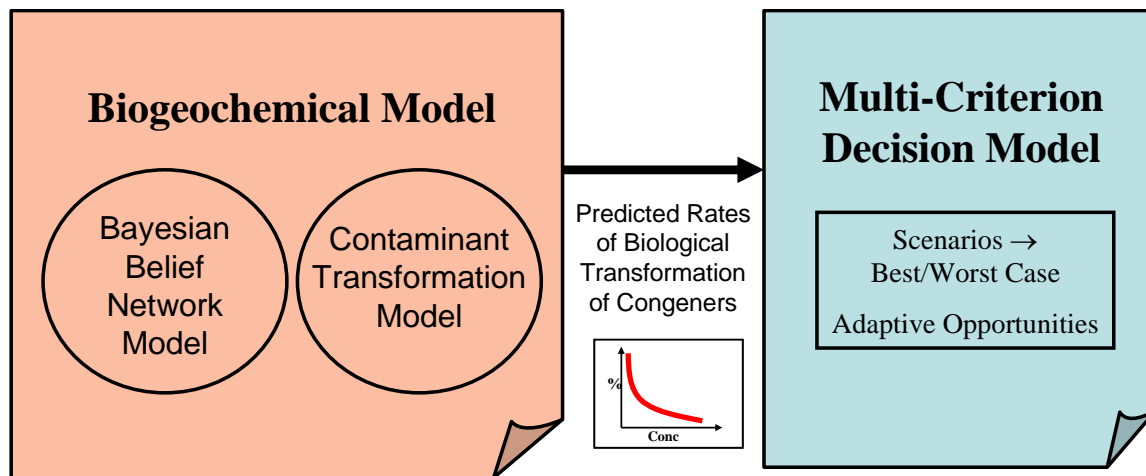 Biogeochemical Model
Bayesian
Belief
Network
Model
Contaminant
Transformation
Model
Predicted Rates
of Biological
Transformation
of Congeners
%
Conc
Multi-Criterion
Decision Model
Scenarios →
Best/Worst Case
Adaptive Opportunities